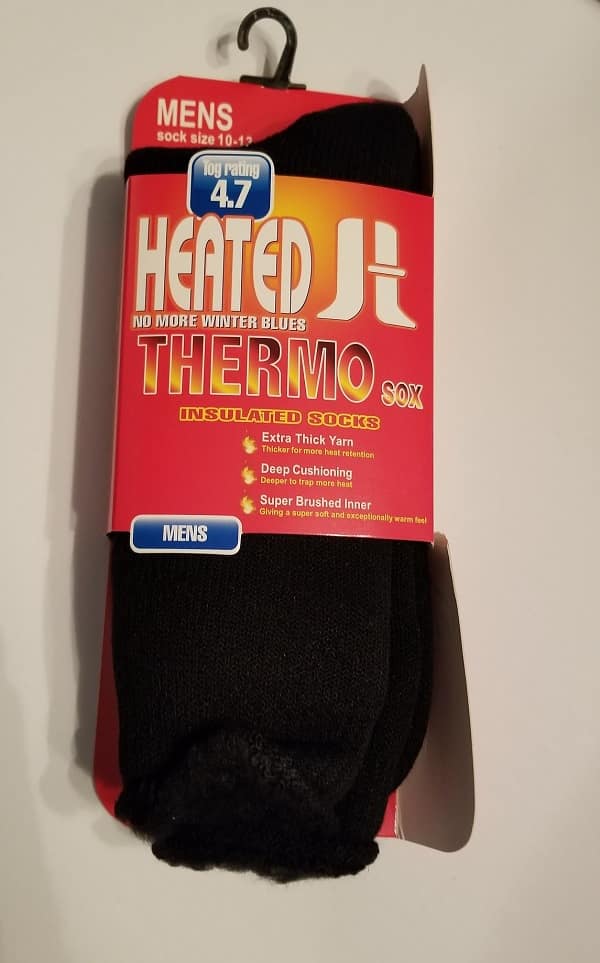 MENS
sock size 10-13
Tog rating
4.7
HEATED
NO MORE WINTER BLUES
THERMO SOX
INSULATED SOCKS
Extra Thick Yarn
Thicker for more heat retention
Deep Cushioning
Deeper to trap more heat
Super Brushed Inner
Giving a super soft and exceptionally warm feel
MENS